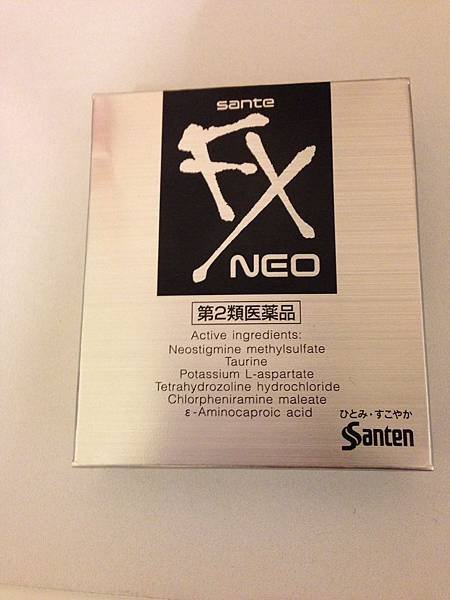 sante
FX
NEO
第2類医薬品
Active ingredients:
Neostigmine methylsulfate
Taurine
Potassium L-aspartate
Tetrahydrozoline hydrochloride
Chlorpheniramine maleate
ε-Aminocaproic acid
ひとみ・すこやか
Santen